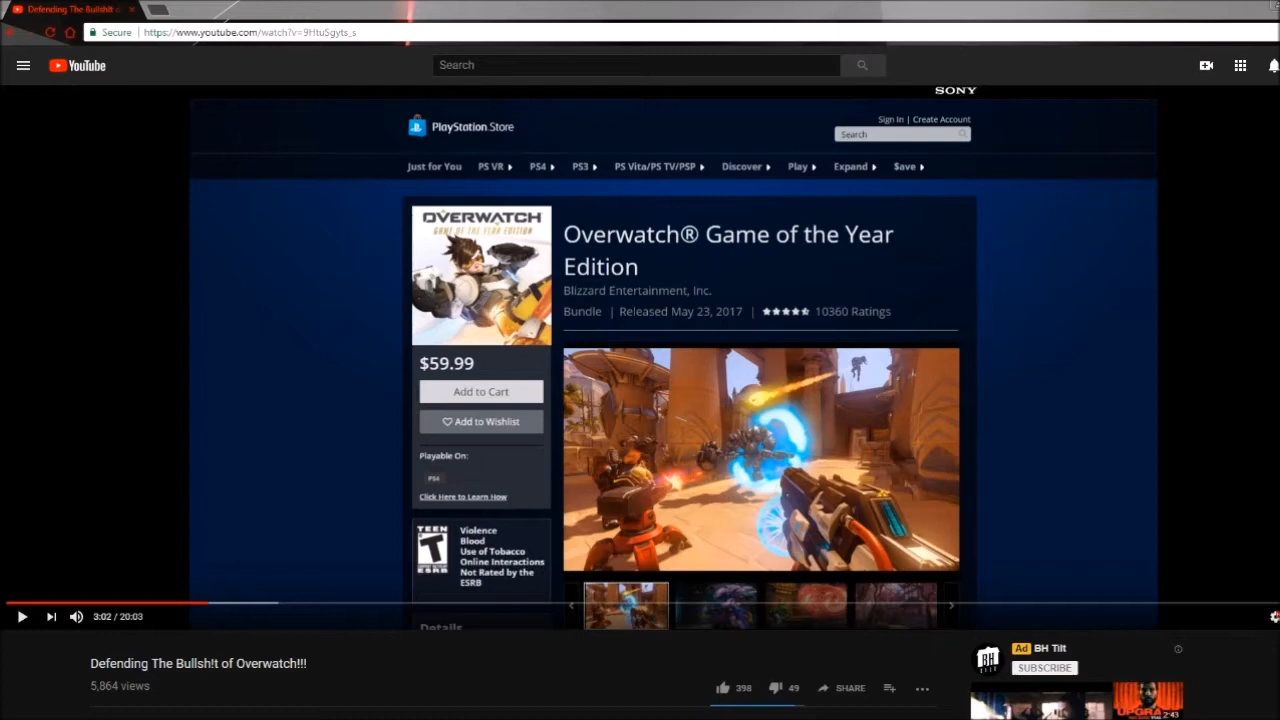 Defending The Bullsh!t o
Secure https://www.youtube.com/watch?v=9HtuSgyts_s
YouTube
Search
SONY
PlayStation Store
Sign In | Create Account
Search
Just for You PS VR PS4 PS3 PS Vita/PS TV/PSP Discover Play Expand Save
OVERWATCH
GAME OF THE YEAR EDITION
Overwatch® Game of the Year
Edition
Blizzard Entertainment, Inc.
Bundle | Released May 23, 2017 | 10360 Ratings
$59.99
Add to Cart
Add to Wishlist
Playable On:
PS4
Click Here to Learn How
TEEN
T
ESRB
Violence
Blood
Use of Tobacco
Online Interactions
Not Rated by the
ESRB
Details
3:02 / 20:03
Defending The Bullsh!t of Overwatch!!!
5,864 views
398 49 SHARE
BH
TILT
Ad BH Tilt
SUBSCRIBE
UPGRA
2:43